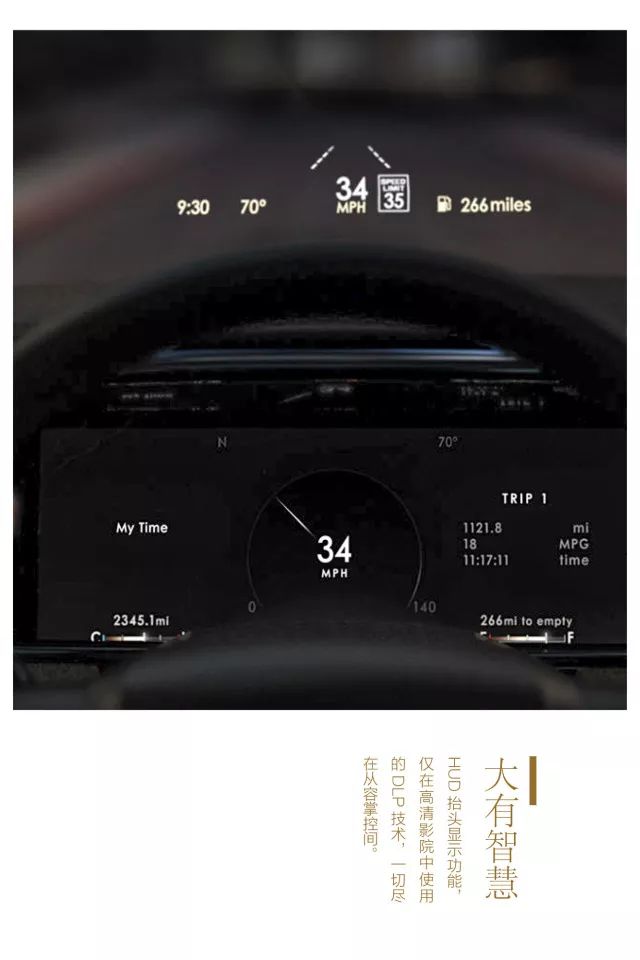 9:30 70° 34 MPH SPEED LIMIT 35 266 miles
N 70°
My Time
34
MPH
0 140
TRIP 1
1121.8 mi
18 MPG
11:17:11 time
2345.1mi
266mi to empty
C
F
大有智慧
HUD 抬头显示功能，
仅在高清影院中使用
的 DLP 技术，一切尽
在从容掌控间。